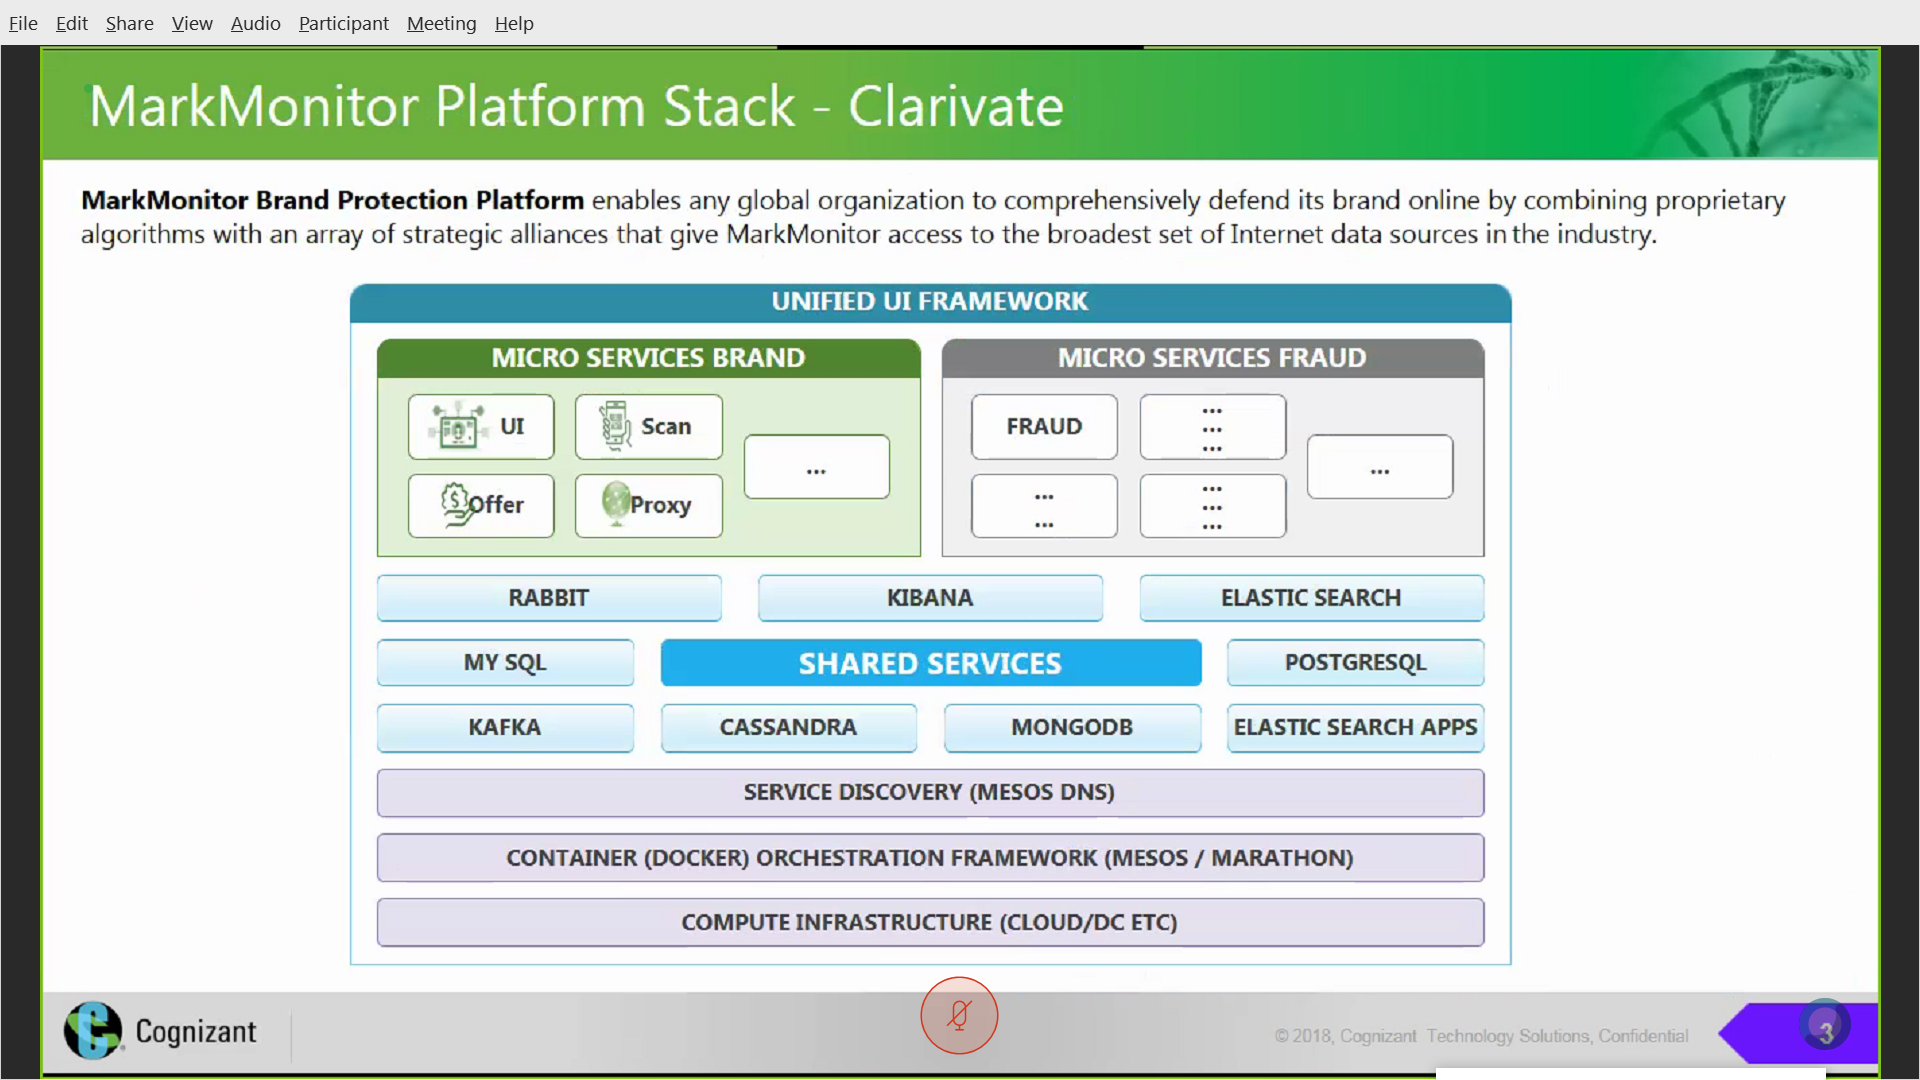 File Edit Share View Audio Participant Meeting Help
MarkMonitor Platform Stack - Clarivate
MarkMonitor Brand Protection Platform enables any global organization to comprehensively defend its brand online by combining proprietary
algorithms with an array of strategic alliances that give MarkMonitor access to the broadest set of Internet data sources in the industry.
UNIFIED UI FRAMEWORK
MICRO SERVICES BRAND
UI
Scan
...
Offer
Proxy
MICRO SERVICES FRAUD
FRAUD
...
...
...
...
...
...
...
...
...
RABBIT
KIBANA
ELASTIC SEARCH
MY SQL
SHARED SERVICES
POSTGRESQL
KAFKA
CASSANDRA
MONGODB
ELASTIC SEARCH APPS
SERVICE DISCOVERY (MESOS DNS)
CONTAINER (DOCKER) ORCHESTRATION FRAMEWORK (MESOS / MARATHON)
COMPUTE INFRASTRUCTURE (CLOUD/DC ETC)
Cognizant
© 2018, Cognizant Technology Solutions, Confidential
3